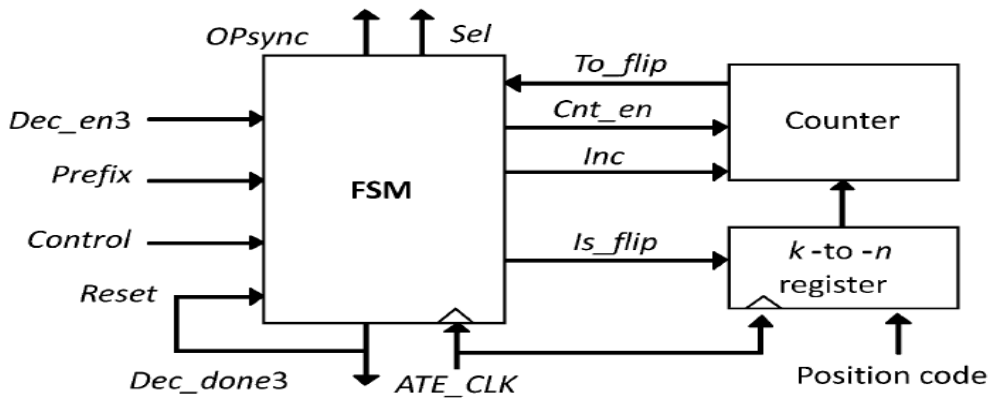 OPsync
Sel
To_flip
Dec_en3
Cnt_en
Counter
Prefix
Inc
FSM
Control
Is_flip
k -to -n
register
Reset
Dec_done3
ATE_CLK
Position code